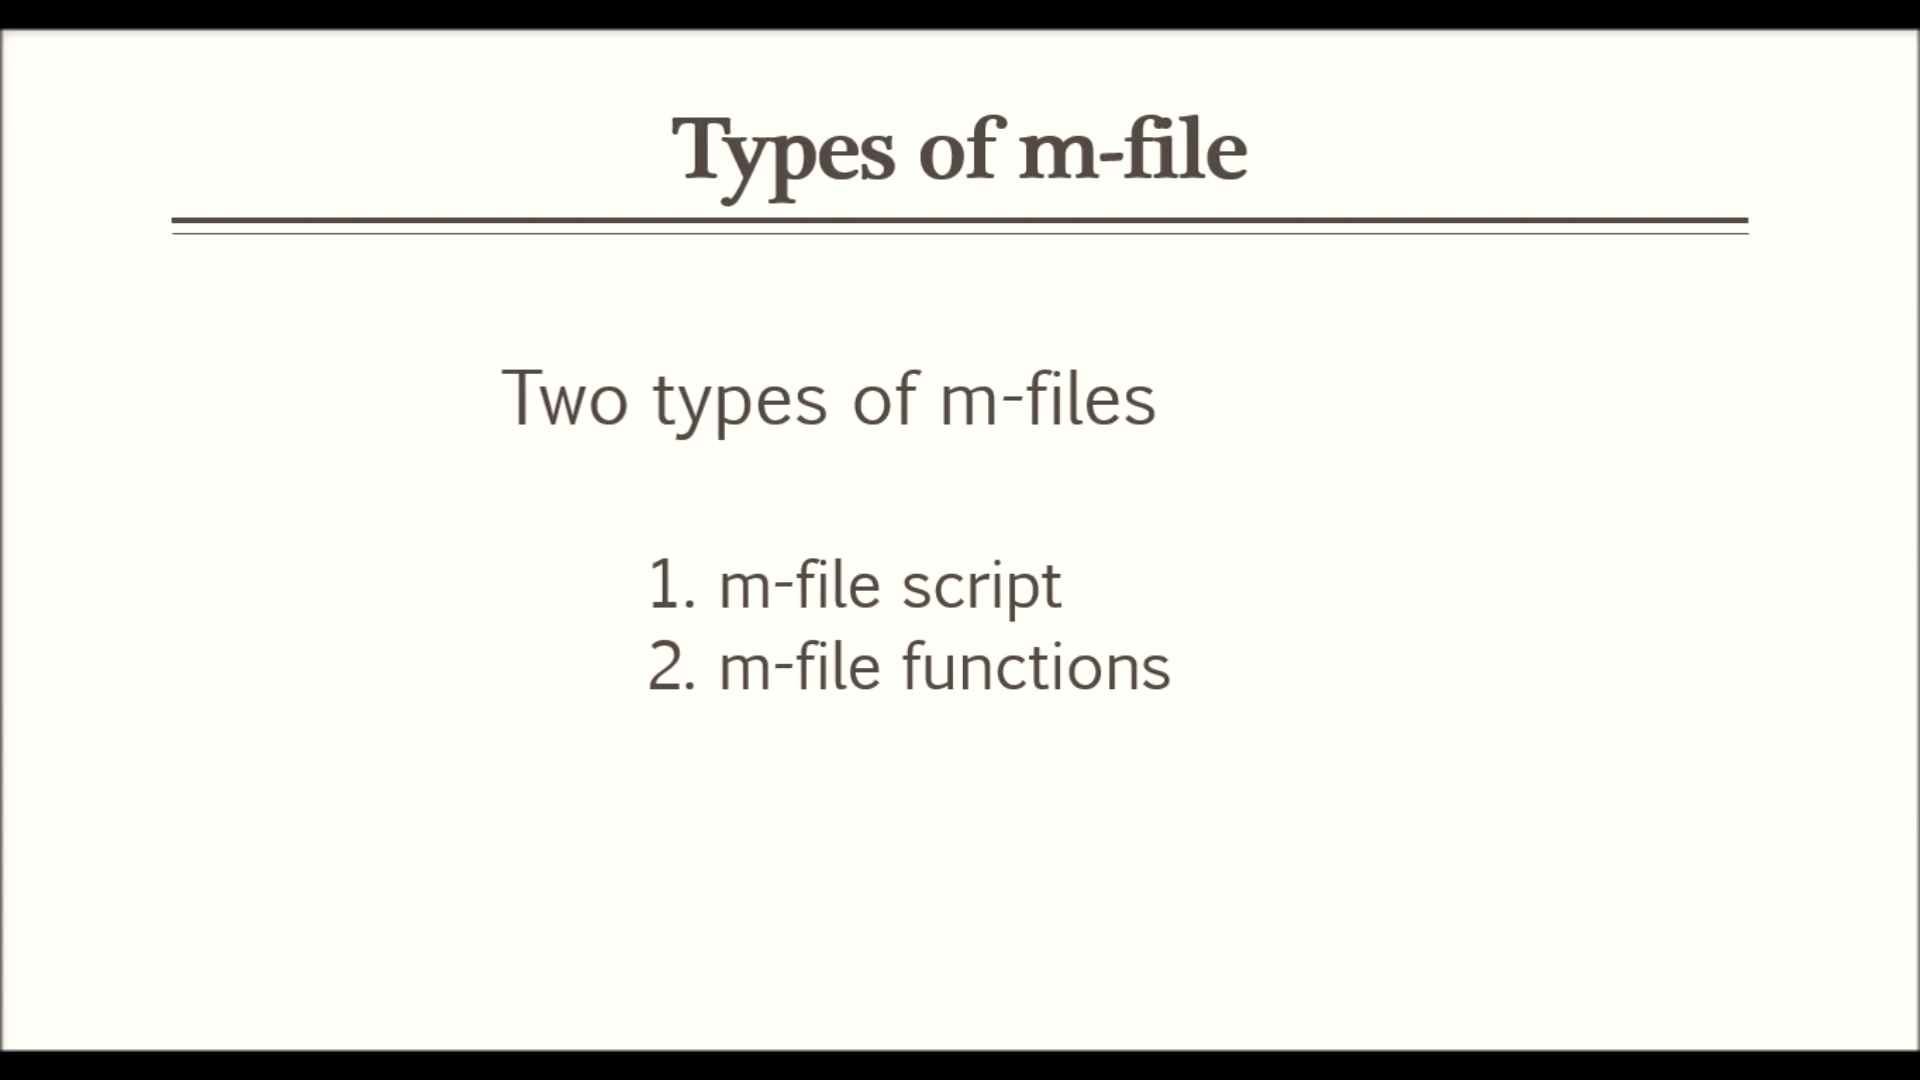 Types of m-file
Two types of m-files
1. m-file script
2. m-file functions